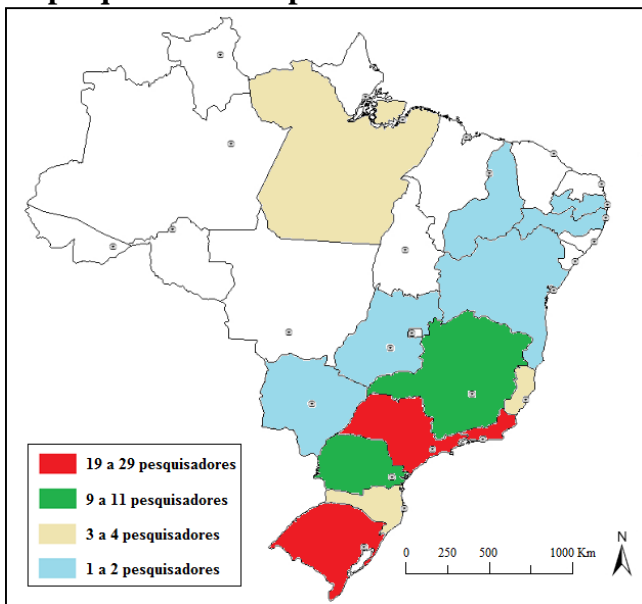 19 a 29 pesquisadores
9 a 11 pesquisadores
3 a 4 pesquisadores
1 a 2 pesquisadores
N
0 250 500 1000 Km